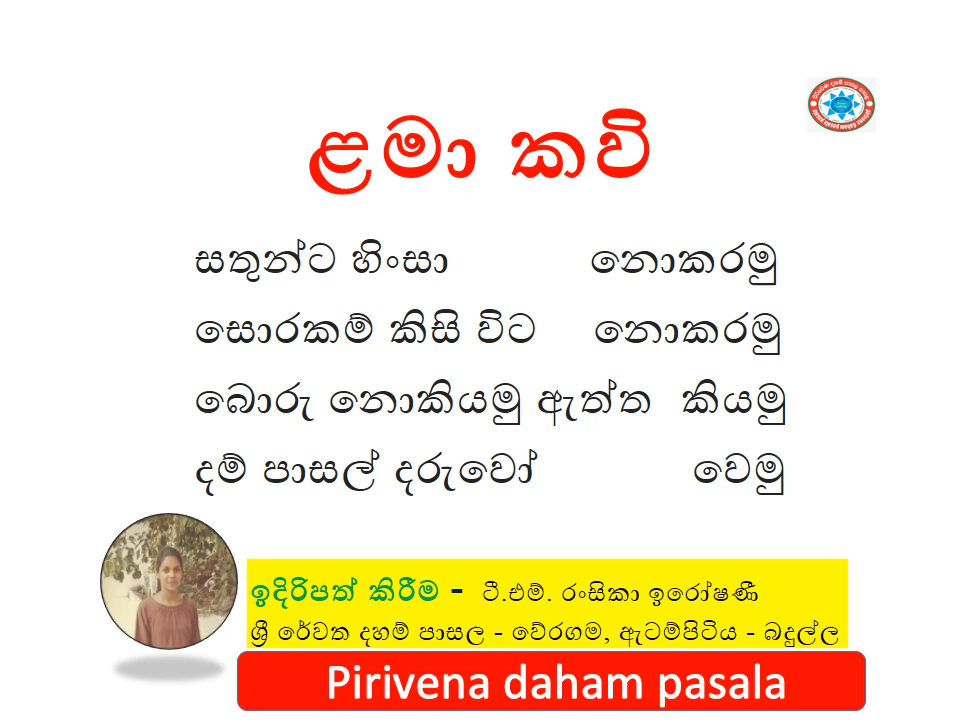 ළමා කවි
සතුන්ට හිංසා නොකරමු
සොරකම් කිසි විට නොකරමු
බොරු නොකියමු ඇත්ත කියමු
දම් පාසල් දරුවෝ වෙමු
ඉදිරිපත් කිරීම - ටී.එම්. රංසිකා ඉරෝෂණී
ශ්‍රී රේවත දහම් පාසල - වේරගම, ඇටම්පිටිය - බදුල්ල
Pirivena daham pasala